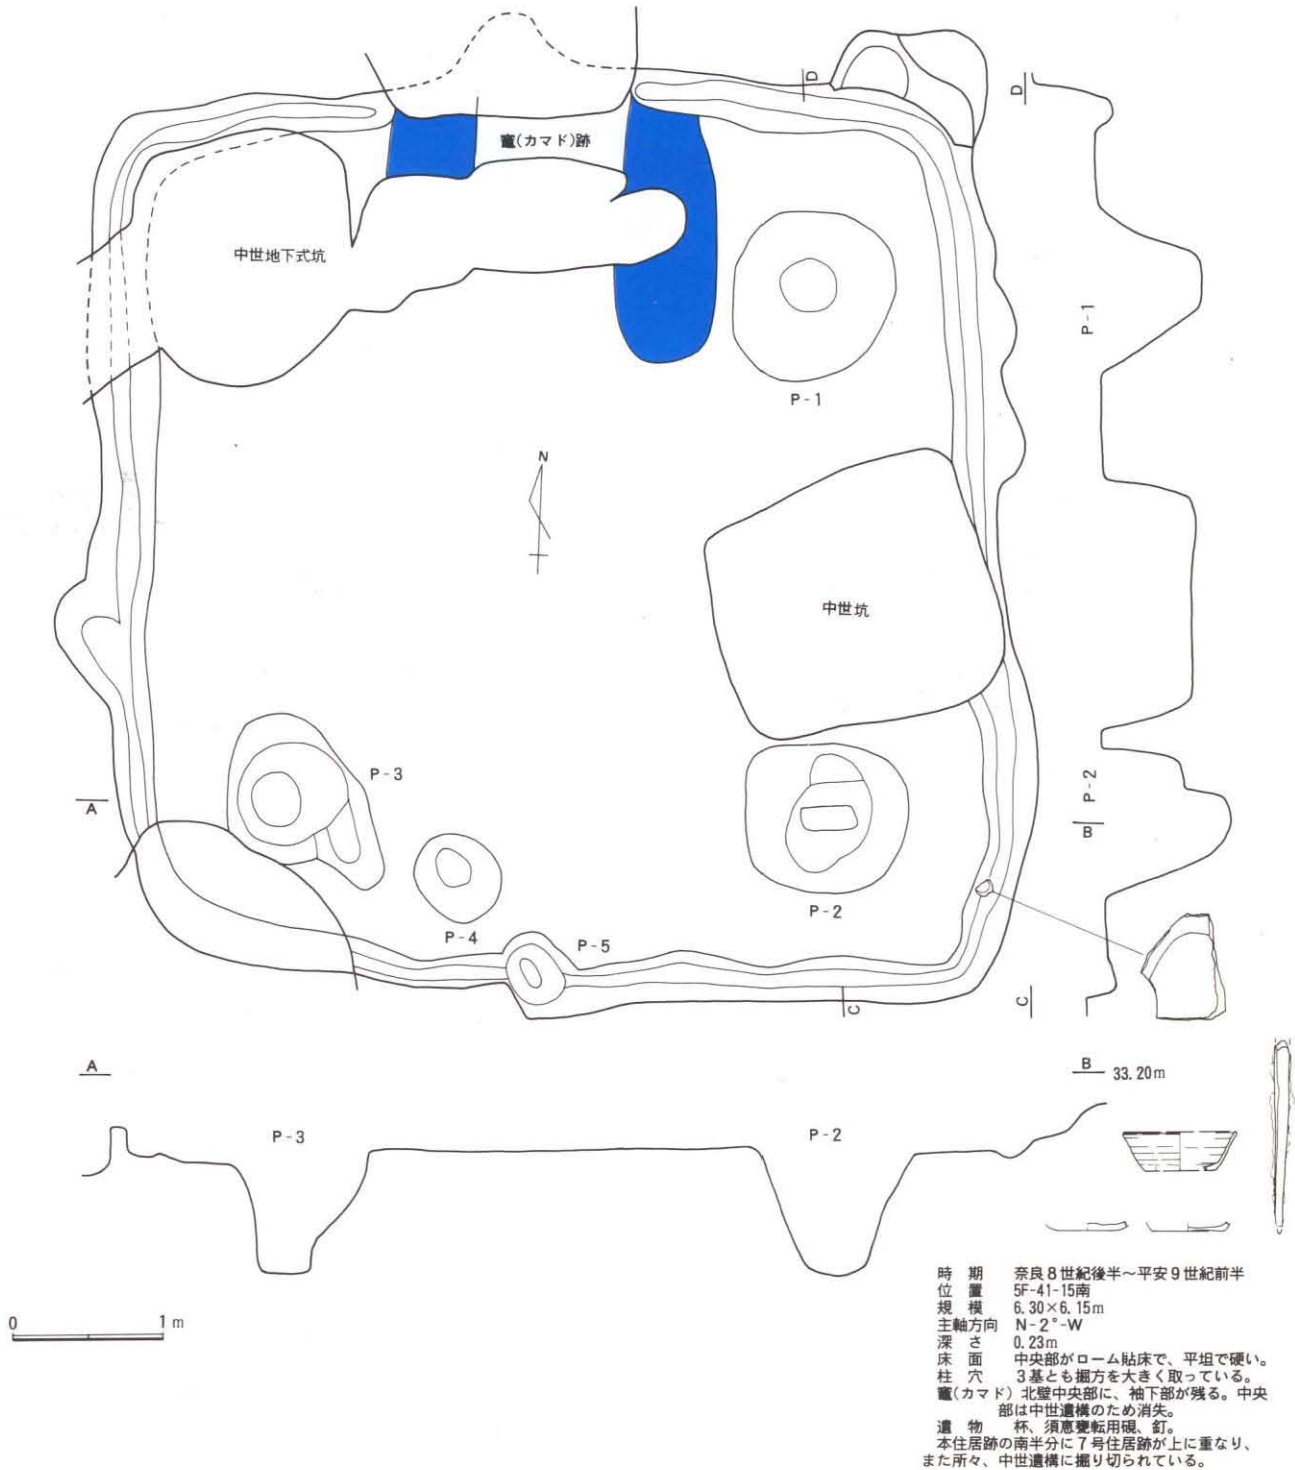 D
D
竈(カマド)跡
中世地下式坑
P-1
P-1
N
中世坑
P-3
A
P-2
B
P-2
P-4
P-5
C
C
A
B 33.20m
P-3
P-2
0 1m
時期 奈良8世紀後半～平安9世紀前半
位置 5F-41-15南
規模 6.30×6.15m
主軸方向 N-2°-W
深さ 0.23m
床面 中央部がローム貼床で、平坦で硬い。
柱穴 3基とも掘方を大きく取っている。
竈(カマド) 北壁中央部に、袖下部が残る。中央
部は中世遺構のため消失。
遺物 杯、須恵甕転用硯、釘。
本住居跡の南半分に7号住居跡が上に重なり、
また所々、中世遺構に掘り切られている。